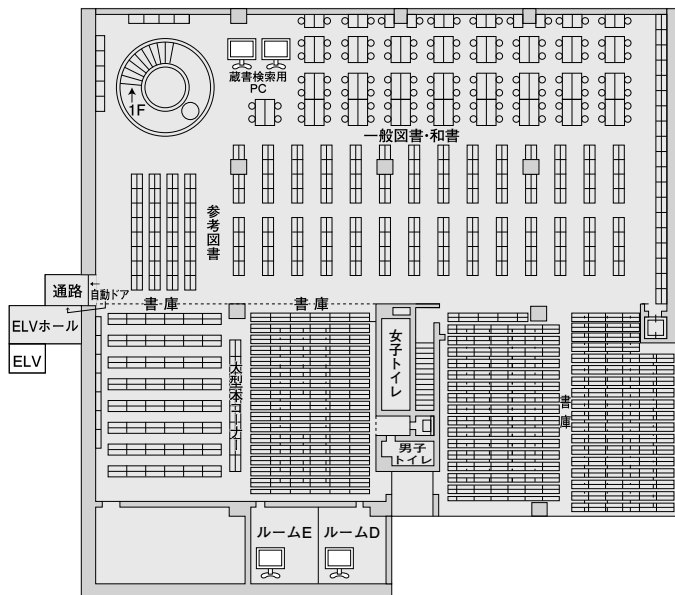 蔵書検索用
PC
1F
一般図書・和書
参考図書
通路
自動ドア
ELVホール
ELV
書庫
書庫
大型本コーナー
女子トイレ
男子
トイレ
書庫
ルームE
ルームD